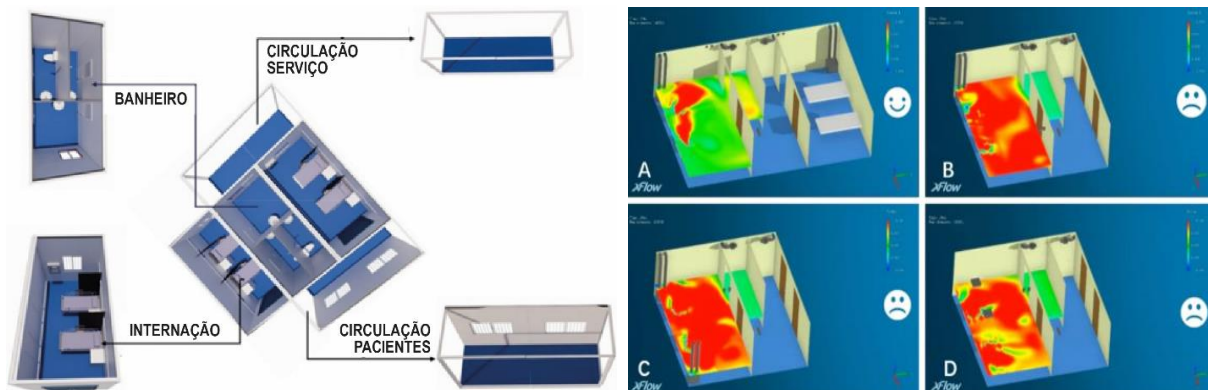 CIRCULAÇÃO
SERVIÇO
BANHEIRO
INTERNAÇÃO
CIRCULAÇÃO
PACIENTES
A
XFlow
B
XFlow
C
XFlow
D
XFlow